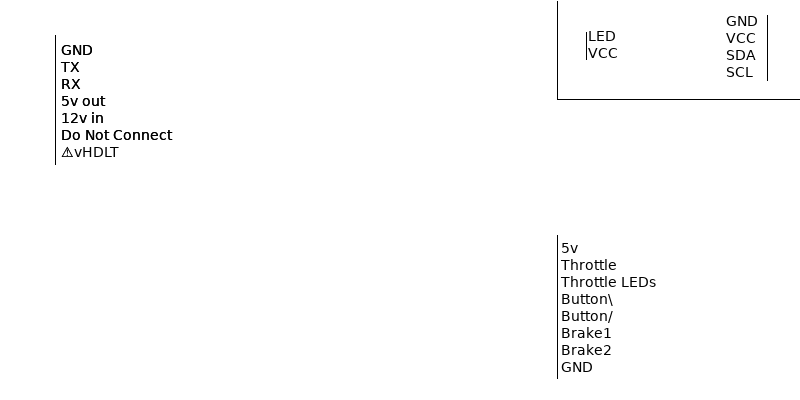 GND
TX
RX
5v out
12v in
Do Not Connect
⚠vHDLT
LED
VCC
GND
VCC
SDA
SCL
5v
Throttle
Throttle LEDs
Button\
Button/
Brake1
Brake2
GND